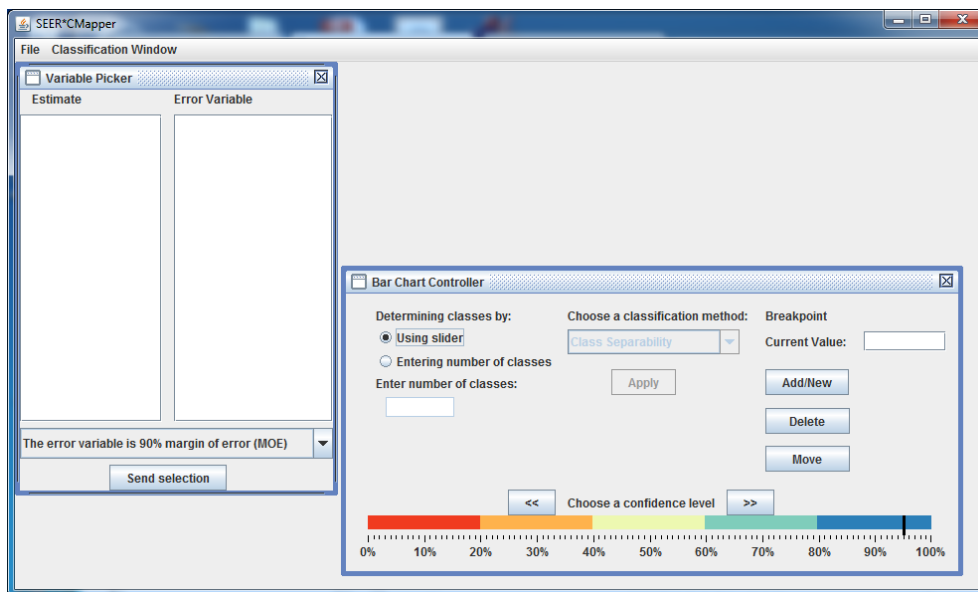 SEER*CMapper
File Classification Window
Variable Picker
Estimate Error Variable
The error variable is 90% margin of error (MOE)
Send selection
Bar Chart Controller
Determining classes by:
Using slider
Entering number of classes
Enter number of classes:
Choose a classification method:
Class Separability
Apply
Breakpoint
Current Value:
Add/New
Delete
Move
<< Choose a confidence level >>
0% 10% 20% 30% 40% 50% 60% 70% 80% 90% 100%